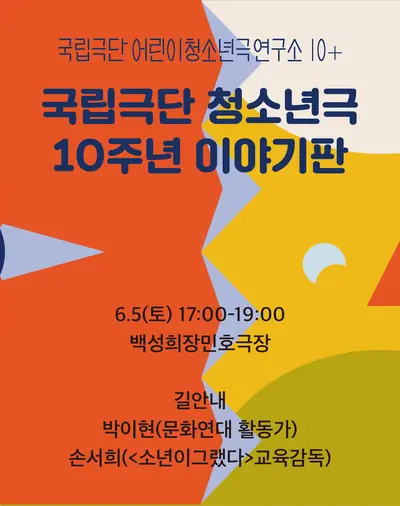 국립극단 어린이청소년극연구소 10+
국립극단 청소년극
10주년 이야기판
6.5(토) 17:00-19:00
백성희장민호극장
길안내
박이현(문화연대 활동가)
손서희(<소년이그랬다>교육감독)